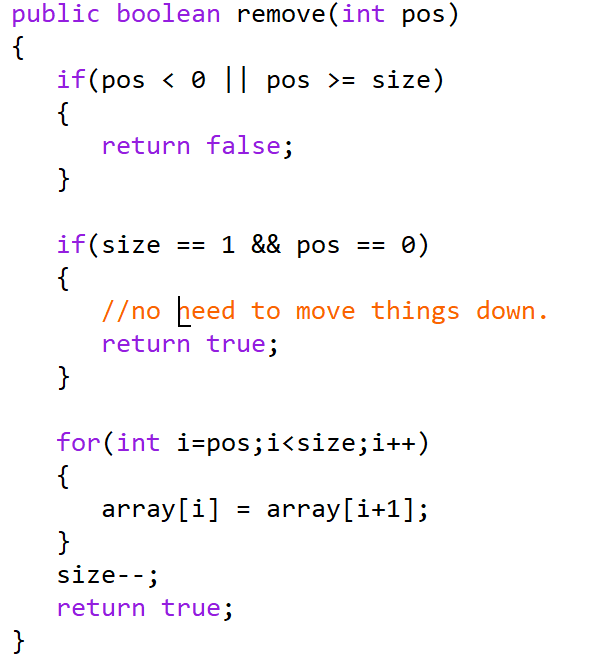 public boolean remove(int pos)
{
if(pos < 0 || pos >= size)
{
return false;
}
if(size == 1 && pos == 0)
{
//no need to move things down.
return true;
}
for(int i=pos;i<size;i++)
{
array[i] = array[i+1];
}
size--;
return true;
}